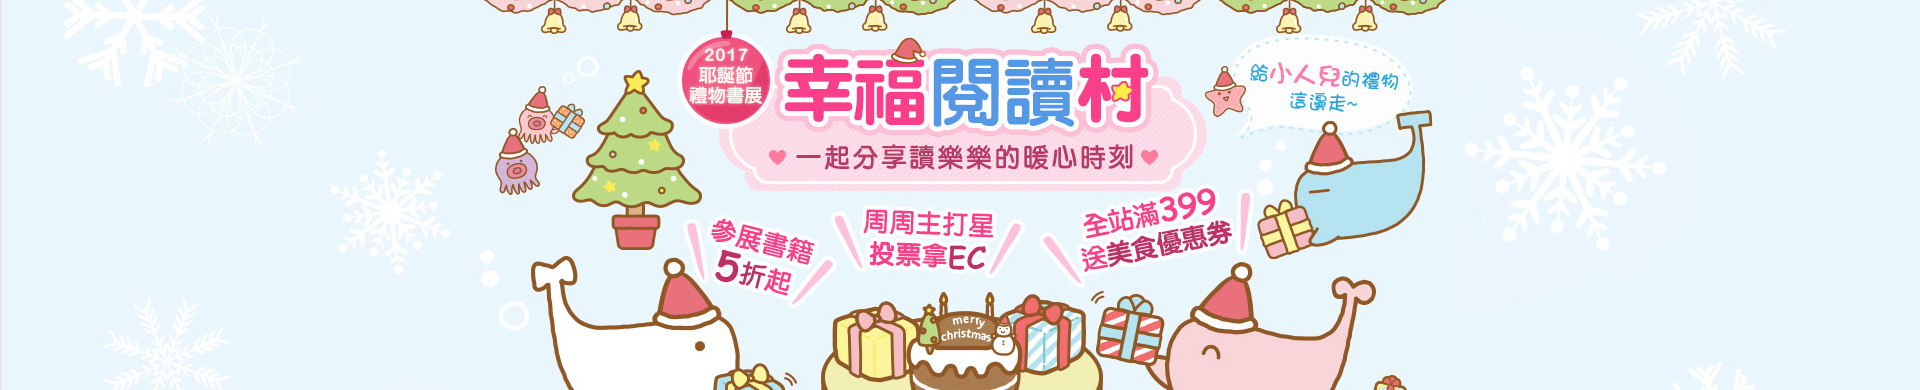 2017
耶誕節
禮物書展
幸福閱讀村
一起分享讀樂樂的暖心時刻
給小人兒的禮物
這邊走~
參展書籍
5折起
周周主打星
投票拿EC
全站滿399
送美食優惠券
merry
christmas